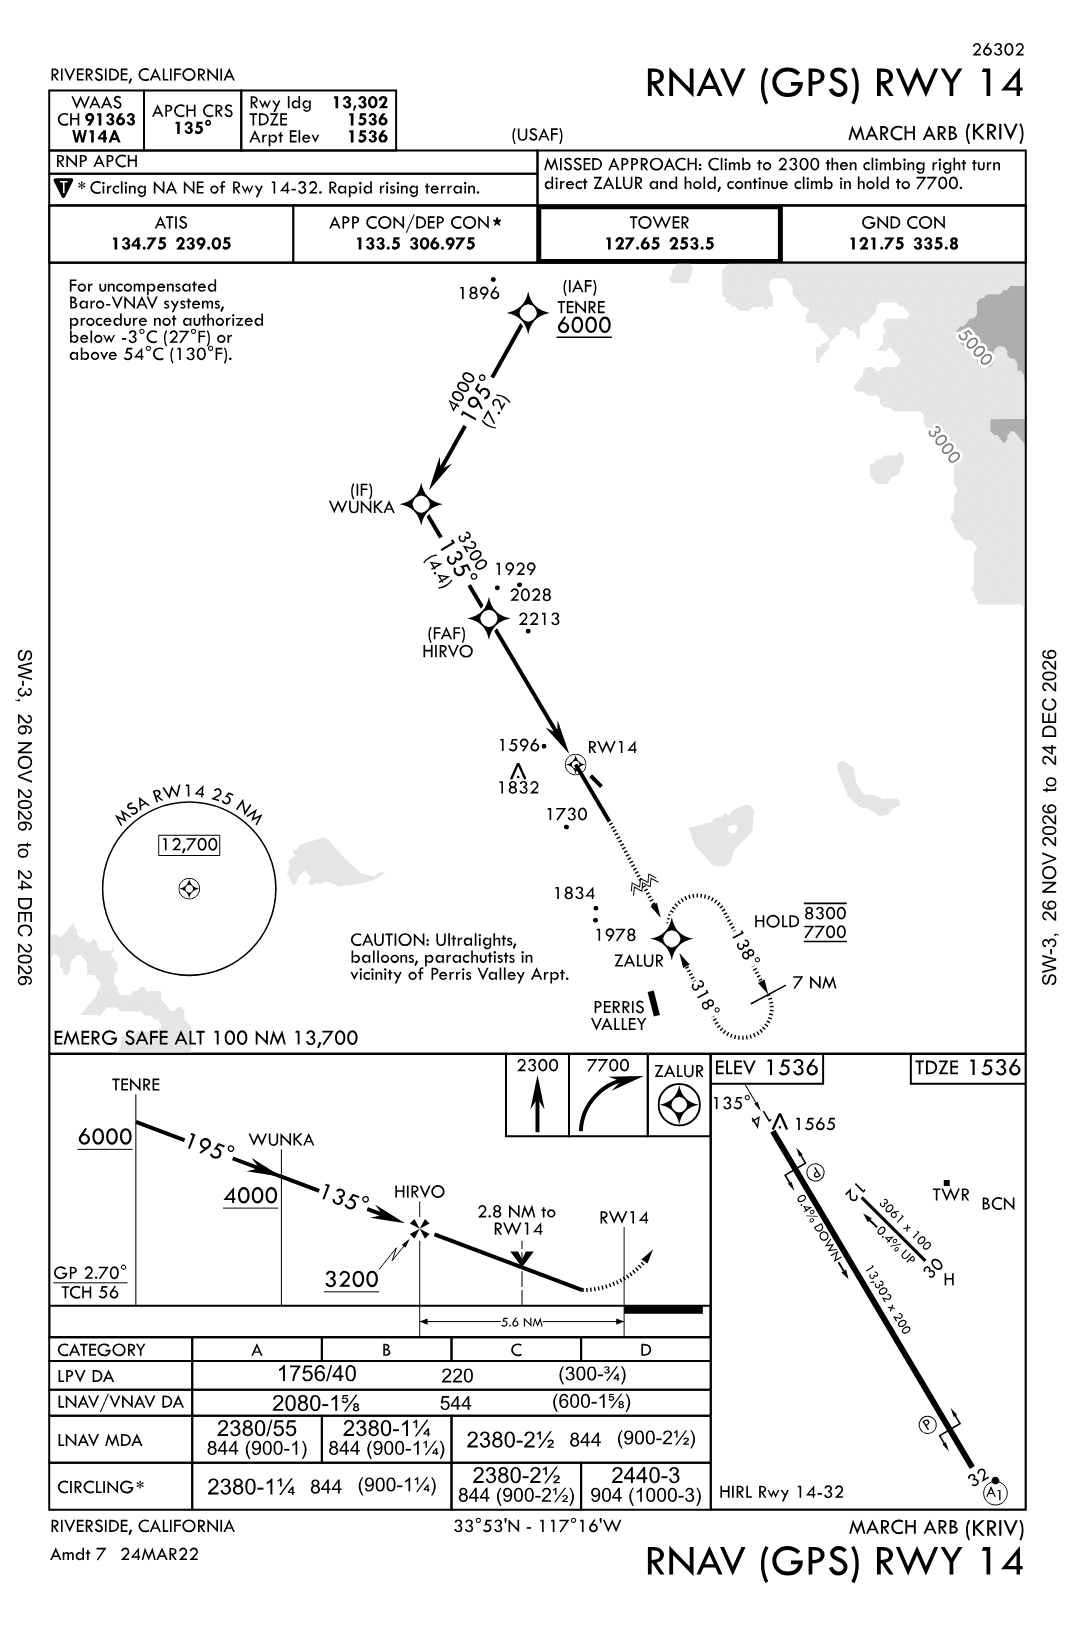 26302
RIVERSIDE, CALIFORNIA
RNAV (GPS) RWY 14
WAAS
CH 91363
W14A
APCH CRS
135°
Rwy ldg 13,302
TDZE 1536
Arpt Elev 1536
(USAF)
MARCH ARB (KRIV)
RNP APCH
T * Circling NA NE of Rwy 14-32. Rapid rising terrain.
MISSED APPROACH: Climb to 2300 then climbing right turn
direct ZALUR and hold, continue climb in hold to 7700.
ATIS
134.75 239.05
APP CON/DEP CON★
133.5 306.975
TOWER
127.65 253.5
GND CON
121.75 335.8
For uncompensated
Baro-VNAV systems,
procedure not authorized
below -3°C (27°F) or
above 54°C (130°F).
1896
(IAF)
TENRE
6000
5000
3000
4000
195°
(7.2)
(IF)
WUNKA
3200
135°
(4.4)
1929
2028
2213
(FAF)
HIRVO
1596
RW14
1832
1730
MSA RW14 25 NM
12,700
1834
1978
ZALUR
HOLD 8300
7700
138°
318°
7 NM
CAUTION: Ultralights,
balloons, parachutists in
vicinity of Perris Valley Arpt.
PERRIS
VALLEY
EMERG SAFE ALT 100 NM 13,700
SW-3, 26 NOV 2026 to 24 DEC 2026
SW-3, 26 NOV 2026 to 24 DEC 2026
TENRE
6000
195°
WUNKA
4000
135°
HIRVO
3200
2.8 NM to
RW14
RW14
GP 2.70°
TCH 56
5.6 NM
2300
7700
ZALUR
ELEV 1536
TDZE 1536
135°
1565
P
0.4% DOWN
12
3061 x 100
0.4% UP
30
H
TWR
BCN
13,302 x 200
P
32
A1
HIRL Rwy 14-32
CATEGORY A B C D
LPV DA 1756/40 220 (300-¾)
LNAV/VNAV DA 2080-1⅝ 544 (600-1⅝)
LNAV MDA
2380/55
844 (900-1)
2380-1¼
844 (900-1¼)
2380-2½ 844 (900-2½)
CIRCLING*
2380-1¼ 844 (900-1¼)
2380-2½
844 (900-2½)
2440-3
904 (1000-3)
RIVERSIDE, CALIFORNIA
33°53'N - 117°16'W
MARCH ARB (KRIV)
Amdt 7 24MAR22
RNAV (GPS) RWY 14